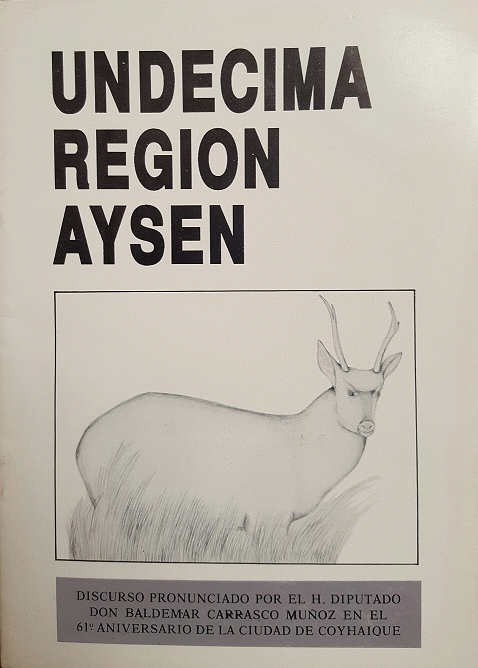 UNDECIMA
REGION
AYSEN
DISCURSO PRONUNCIADO POR EL H. DIPUTADO
DON BALDEMAR CARRASCO MUÑOZ EN EL
61º ANIVERSARIO DE LA CIUDAD DE COYHAIQUE